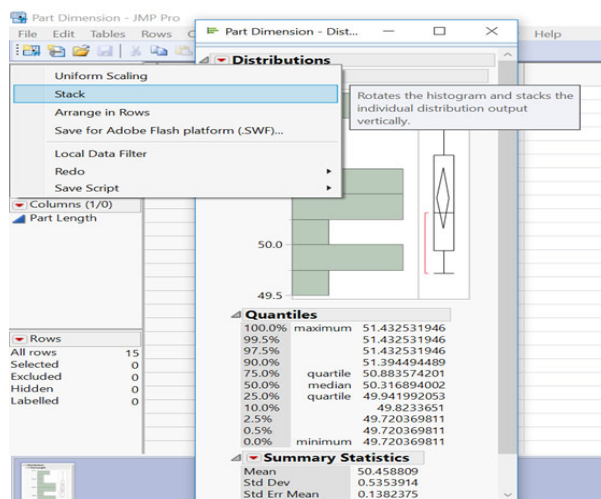 Part Dimension - JMP Pro
File Edit Tables Rows
Part Dimension - Dist...
Help
Distributions
Uniform Scaling
Stack
Arrange in Rows
Save for Adobe Flash platform (.SWF)...
Local Data Filter
Redo
Save Script
Rotates the histogram and stacks the
individual distribution output
vertically.
Columns (1/0)
Part Length
50.0
49.5
Rows
All rows 15
Selected 0
Excluded 0
Hidden 0
Labelled 0
Quantiles
100.0% maximum 51.432531946
99.5% 51.432531946
97.5% 51.432531946
90.0% 51.394494489
75.0% quartile 50.883574201
50.0% median 50.316894002
25.0% quartile 49.941992053
10.0% 49.8233651
2.5% 49.720369811
0.5% 49.720369811
0.0% minimum 49.720369811
Summary Statistics
Mean 50.458809
Std Dev 0.5353914
Std Err Mean 0.1382375